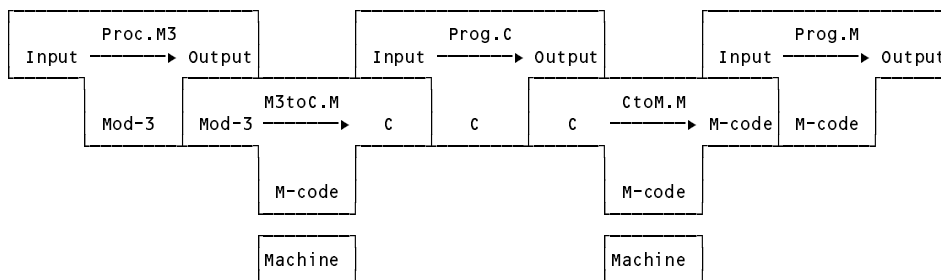 Proc.M3 Prog.C Prog.M
Input Output Input Output Input Output
M3toC.M CtoM.M
Mod-3 Mod-3 C C C M-code M-code
M-code M-code
Machine Machine